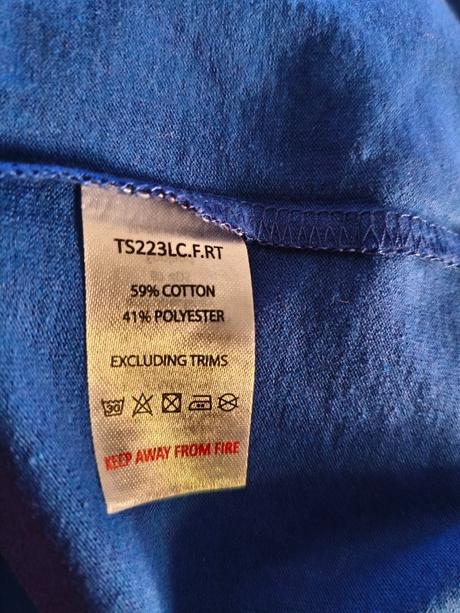 TS223LC.F.RT
59% COTTON
41% POLYESTER
EXCLUDING TRIMS
30
KEEP AWAY FROM FIRE